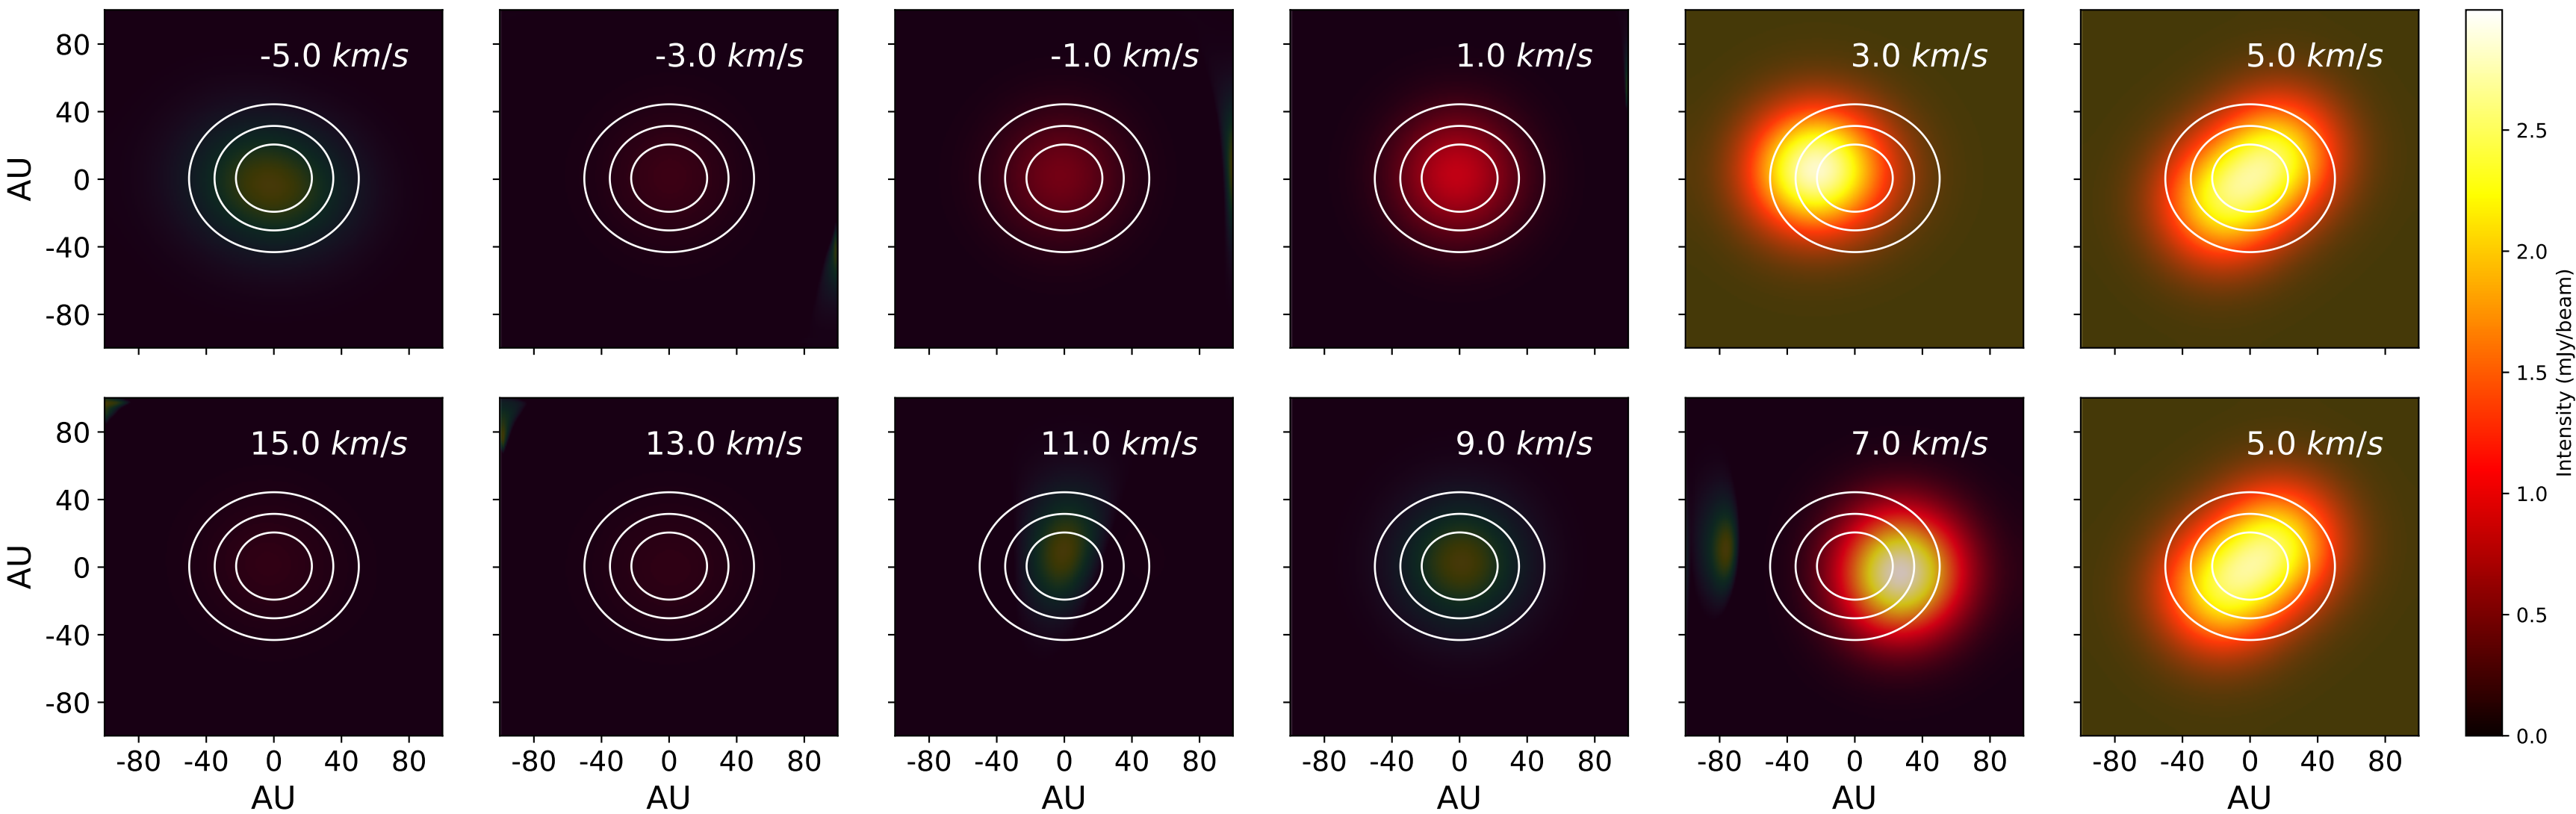 -5.0 km/s
-3.0 km/s
-1.0 km/s
1.0 km/s
3.0 km/s
5.0 km/s
80
40
0
-40
-80
AU
15.0 km/s
13.0 km/s
11.0 km/s
9.0 km/s
7.0 km/s
5.0 km/s
80
40
0
-40
-80
AU
-80 -40 0 40 80
-80 -40 0 40 80
-80 -40 0 40 80
-80 -40 0 40 80
-80 -40 0 40 80
-80 -40 0 40 80
AU
AU
AU
AU
AU
AU
2.5
2.0
1.5
1.0
0.5
0.0
Intensity (mJy/beam)